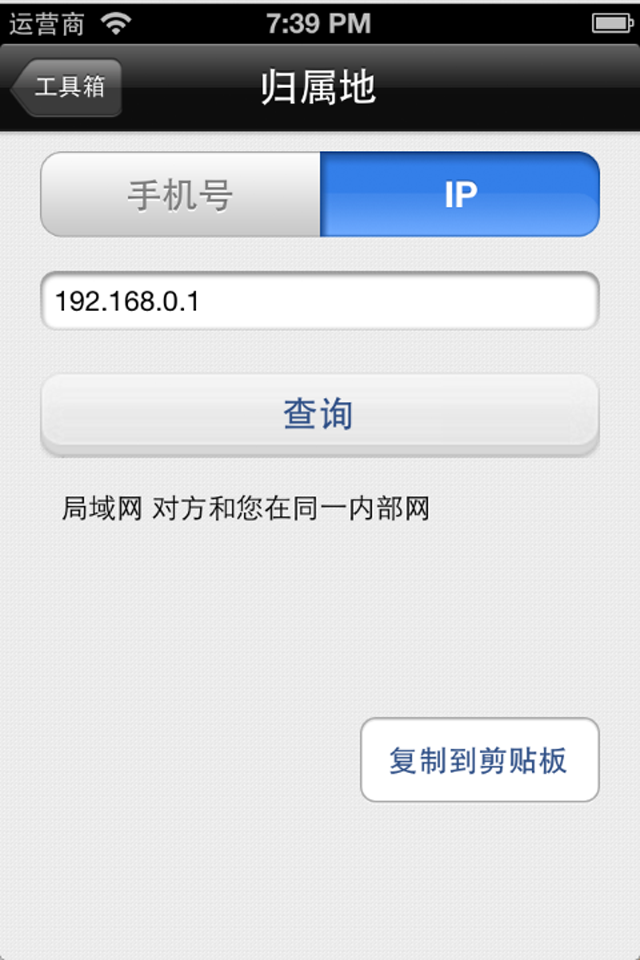 运营商 7:39 PM
工具箱 归属地
手机号 IP
192.168.0.1
查询
局域网 对方和您在同一内部网
复制到剪贴板